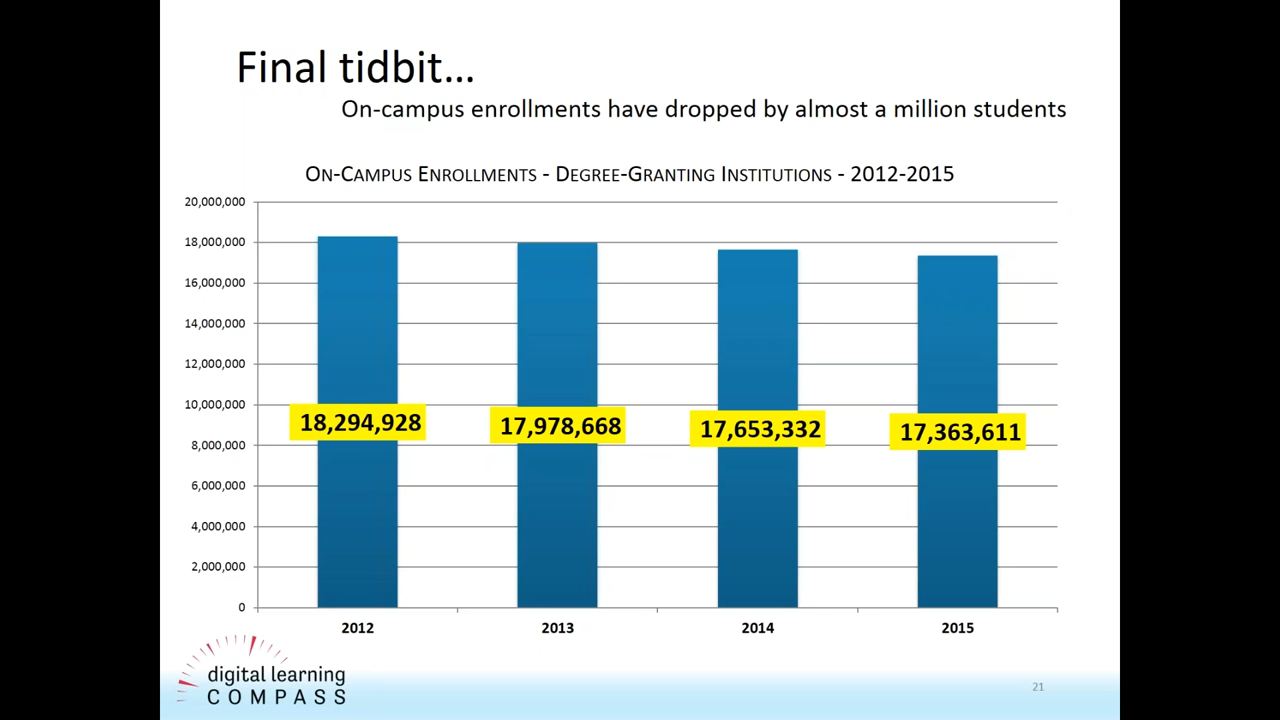 Final tidbit...
On-campus enrollments have dropped by almost a million students
On-Campus Enrollments - Degree-Granting Institutions - 2012-2015
20,000,000
18,000,000
16,000,000
14,000,000
12,000,000
10,000,000
8,000,000
6,000,000
4,000,000
2,000,000
0
18,294,928 17,978,668 17,653,332 17,363,611
2012 2013 2014 2015
digital learning
COMPASS
21